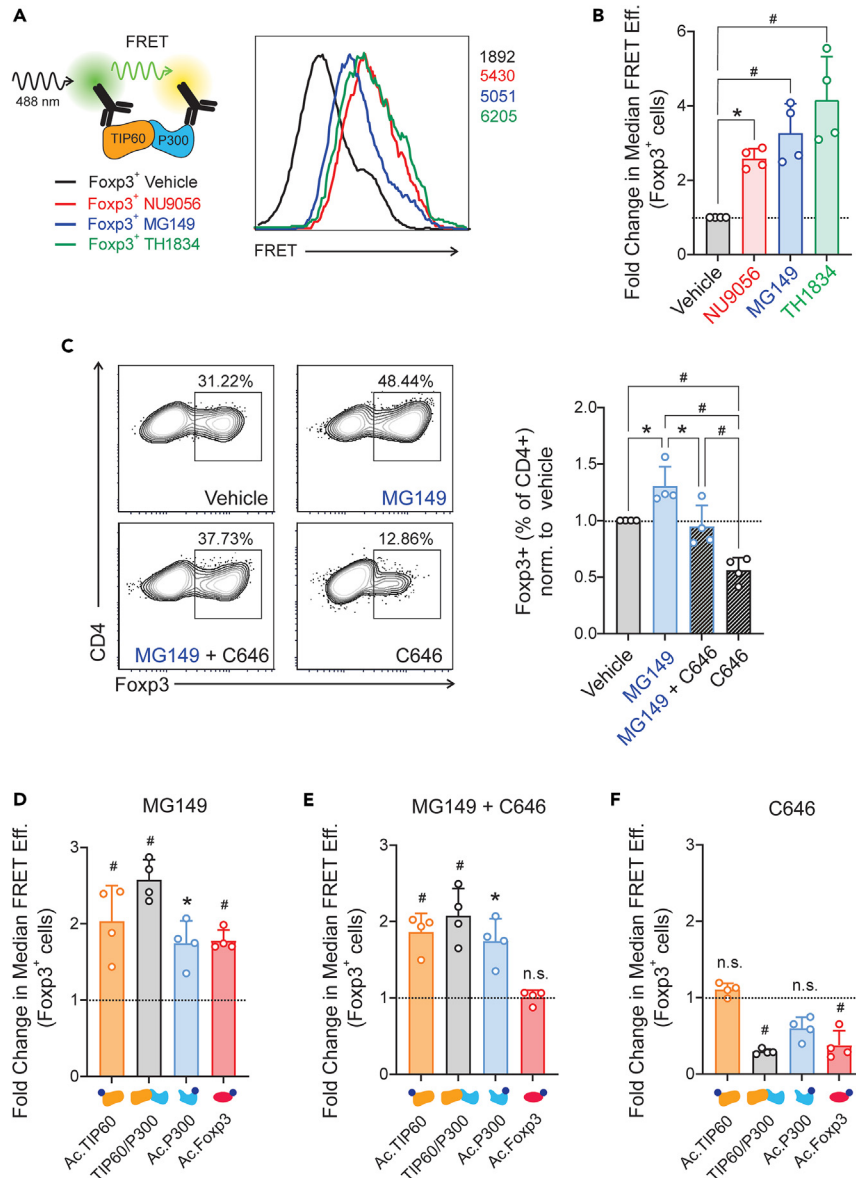 A
FRET
488 nm
TIP60
P300
Foxp3+ Vehicle
Foxp3+ NU9056
Foxp3+ MG149
Foxp3+ TH1834
1892
5430
5051
6205
FRET
B
Fold Change in Median FRET Eff.
(Foxp3+ cells)
6
4
2
0
*
#
#
Vehicle
NU9056
MG149
TH1834
C
CD4
31.22%
Vehicle
48.44%
MG149
37.73%
MG149 + C646
12.86%
C646
Foxp3
Foxp3+ (% of CD4+)
norm. to vehicle
2.0
1.5
1.0
0.5
0.0
#
#
*
*
#
Vehicle
MG149
MG149 + C646
C646
D
MG149
Fold Change in Median FRET Eff.
(Foxp3+ cells)
3
2
1
0
#
#
*
#
Ac.TIP60
TIP60/P300
Ac.P300
Ac.Foxp3
E
MG149 + C646
Fold Change in Median FRET Eff.
(Foxp3+ cells)
3
2
1
0
#
#
*
n.s.
Ac.TIP60
TIP60/P300
Ac.P300
Ac.Foxp3
F
C646
Fold Change in Median FRET Eff.
(Foxp3+ cells)
3
2
1
0
n.s.
#
n.s.
#
Ac.TIP60
TIP60/P300
Ac.P300
Ac.Foxp3